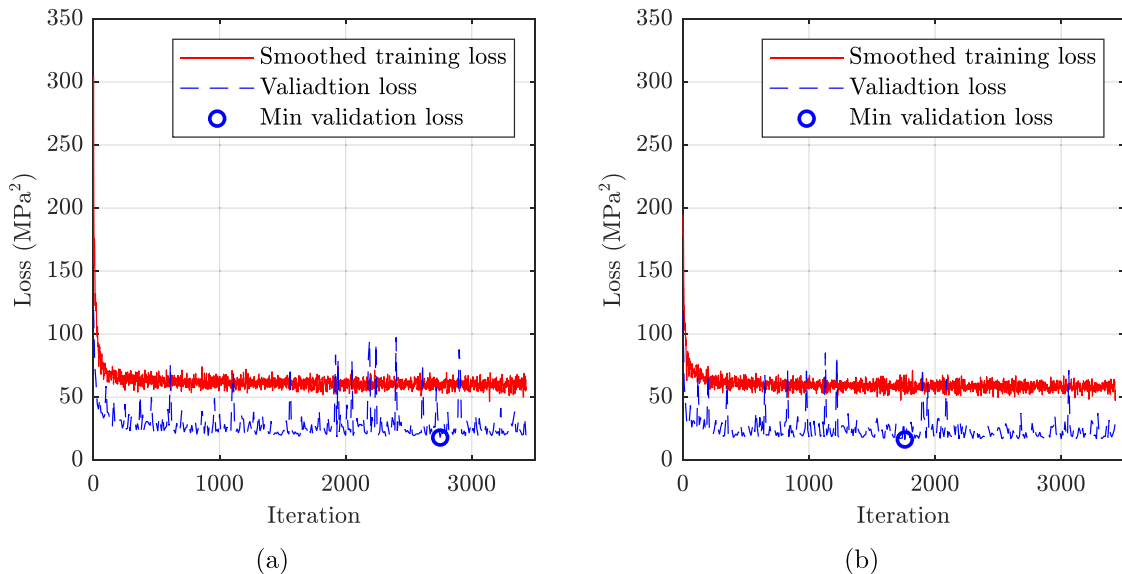 350
300
250
200
150
100
50
0
Loss (MPa²)
Smoothed training loss
Valiadtion loss
Min validation loss
0 1000 2000 3000
Iteration
(a)
350
300
250
200
150
100
50
0
Loss (MPa²)
Smoothed training loss
Valiadtion loss
Min validation loss
0 1000 2000 3000
Iteration
(b)